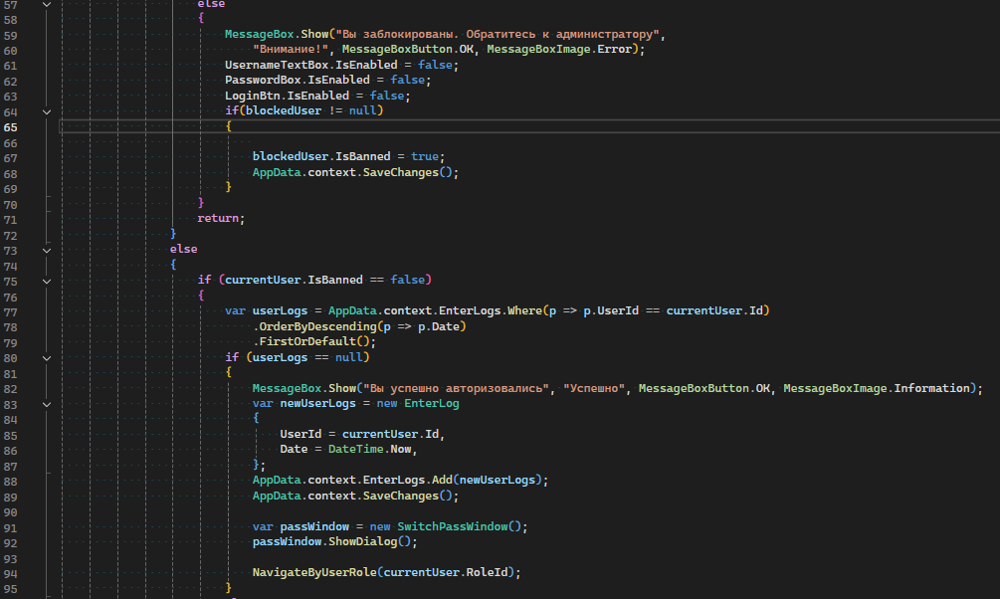 57 else
58 {
59 MessageBox.Show("Вы заблокированы. Обратитесь к администратору",
60 "Внимание!", MessageBoxButton.OK, MessageBoxImage.Error);
61 UsernameTextBox.IsEnabled = false;
62 PasswordBox.IsEnabled = false;
63 LoginBtn.IsEnabled = false;
64 if(blockedUser != null)
65 {
66
67 blockedUser.IsBanned = true;
68 AppData.context.SaveChanges();
69 }
70 }
71 return;
72 }
73 else
74 {
75 if (currentUser.IsBanned == false)
76 {
77 var userLogs = AppData.context.EnterLogs.Where(p => p.UserId == currentUser.Id)
78 .OrderByDescending(p => p.Date)
79 .FirstOrDefault();
80 if (userLogs == null)
81 {
82 MessageBox.Show("Вы успешно авторизовались", "Успешно", MessageBoxButton.OK, MessageBoxImage.Information);
83 var newUserLogs = new EnterLog
84 {
85 UserId = currentUser.Id,
86 Date = DateTime.Now,
87 };
88 AppData.context.EnterLogs.Add(newUserLogs);
89 AppData.context.SaveChanges();
90
91 var passWindow = new SwitchPassWindow();
92 passWindow.ShowDialog();
93
94 NavigateByUserRole(currentUser.RoleId);
95 }